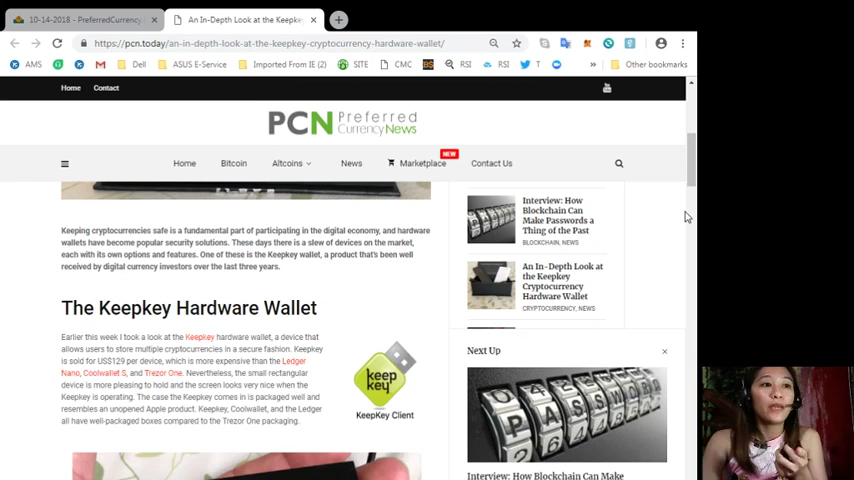 10-14-2018 - PreferredCurrency
An In-Depth Look at the Keepkey
https://pcn.today/an-in-depth-look-at-the-keepkey-cryptocurrency-hardware-wallet/
AMS
Dell
ASUS E-Service
Imported From IE (2)
SITE
CMC
BS
RSI
RSI
T
»
Other bookmarks
Home
Contact
PCN Preferred
Currency News
Home
Bitcoin
Altcoins
News
Marketplace
NEW
Contact Us
Keeping cryptocurrencies safe is a fundamental part of participating in the digital economy, and hardware
wallets have become popular security solutions. These days there is a slew of devices on the market,
each with its own options and features. One of these is the Keepkey wallet, a product that's been well
received by digital currency investors over the last three years.
The Keepkey Hardware Wallet
Earlier this week I took a look at the Keepkey hardware wallet, a device that
allows users to store multiple cryptocurrencies in a secure fashion. Keepkey
is sold for US$129 per device, which is more expensive than the Ledger
Nano, Coolwallet S, and Trezor One. Nevertheless, the small rectangular
device is more pleasing to hold and the screen looks very nice when the
Keepkey is operating. The case the Keepkey comes in is packaged well and
resembles an unopened Apple product. Keepkey, Coolwallet, and the Ledger
all have well-packaged boxes compared to the Trezor One packaging.
keep
key
KeepKey Client
Interview: How
Blockchain Can
Make Passwords a
Thing of the Past
BLOCKCHAIN, NEWS
An In-Depth Look at
the Keepkey
Cryptocurrency
Hardware Wallet
CRYPTOCURRENCY, NEWS
Next Up
PASSWORD
Interview: How Blockchain Can Make